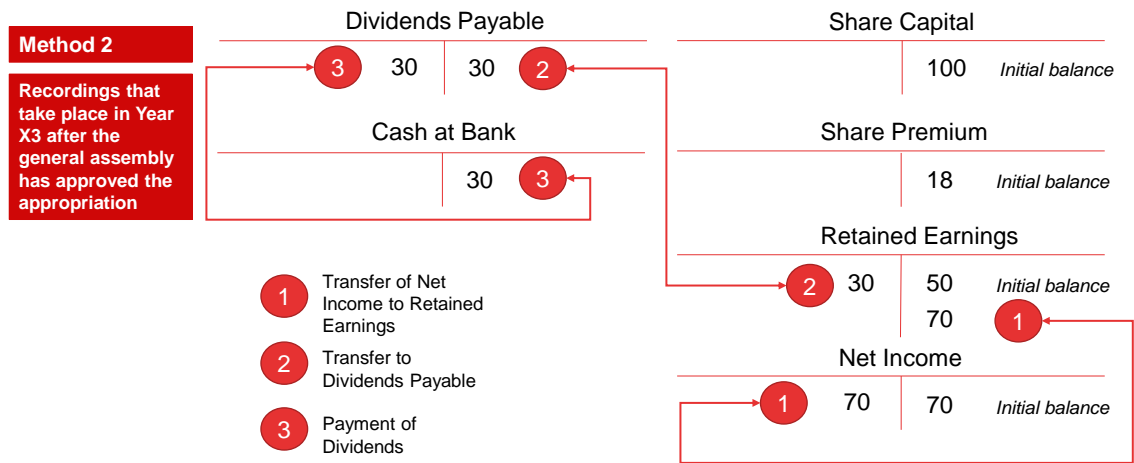 Method 2
Recordings that
take place in Year
X3 after the
general assembly
has approved the
appropriation
Dividends Payable
3 30 30 2
Cash at Bank
30 3
1 Transfer of Net
Income to Retained
Earnings
2 Transfer to
Dividends Payable
3 Payment of
Dividends
Share Capital
100 Initial balance
Share Premium
18 Initial balance
Retained Earnings
2 30 50 Initial balance
70 1
Net Income
1 70 70 Initial balance